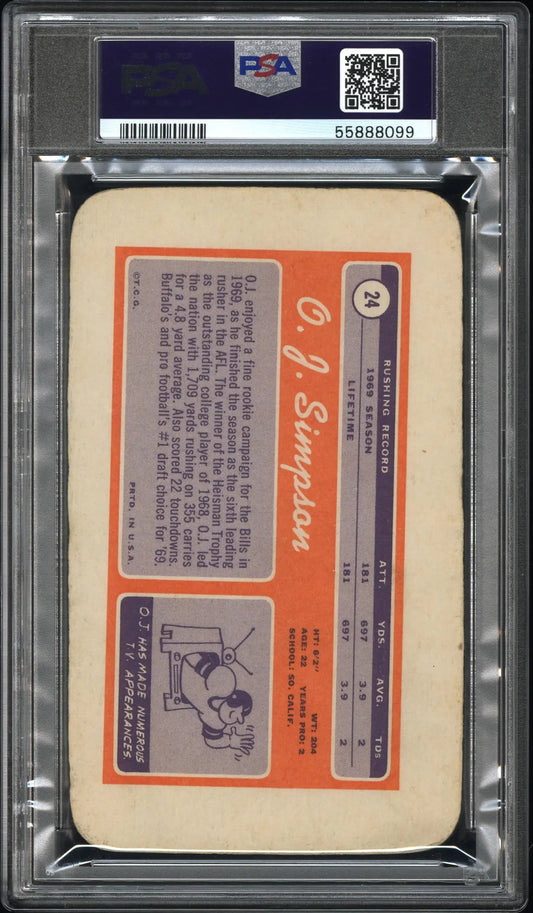 PSA
PSA
55888099
24
RUSHING RECORD ATT. YDS. AVG. TDS
1969 SEASON 181 697 3.9 2
LIFETIME 181 697 3.9 2
O. J. Simpson
HT: 6'2" WT: 204
AGE: 22 YEARS PRO: 2
SCHOOL: SO. CALIF.
O.J. enjoyed a fine rookie campaign for the Bills in
1969, as he finished the season as the sixth leading
rusher in the AFL. The winner of the Heisman Trophy
as the outstanding college player of 1968, O.J. led
the nation with 1,709 yards rushing on 355 carries
for a 4.8 yard average. Also scored 22 touchdowns.
Buffalo's and pro football's #1 draft choice for '69.
©T.C.G. PRTD. IN U.S.A.
O.J. HAS MADE NUMEROUS
T.V. APPEARANCES.